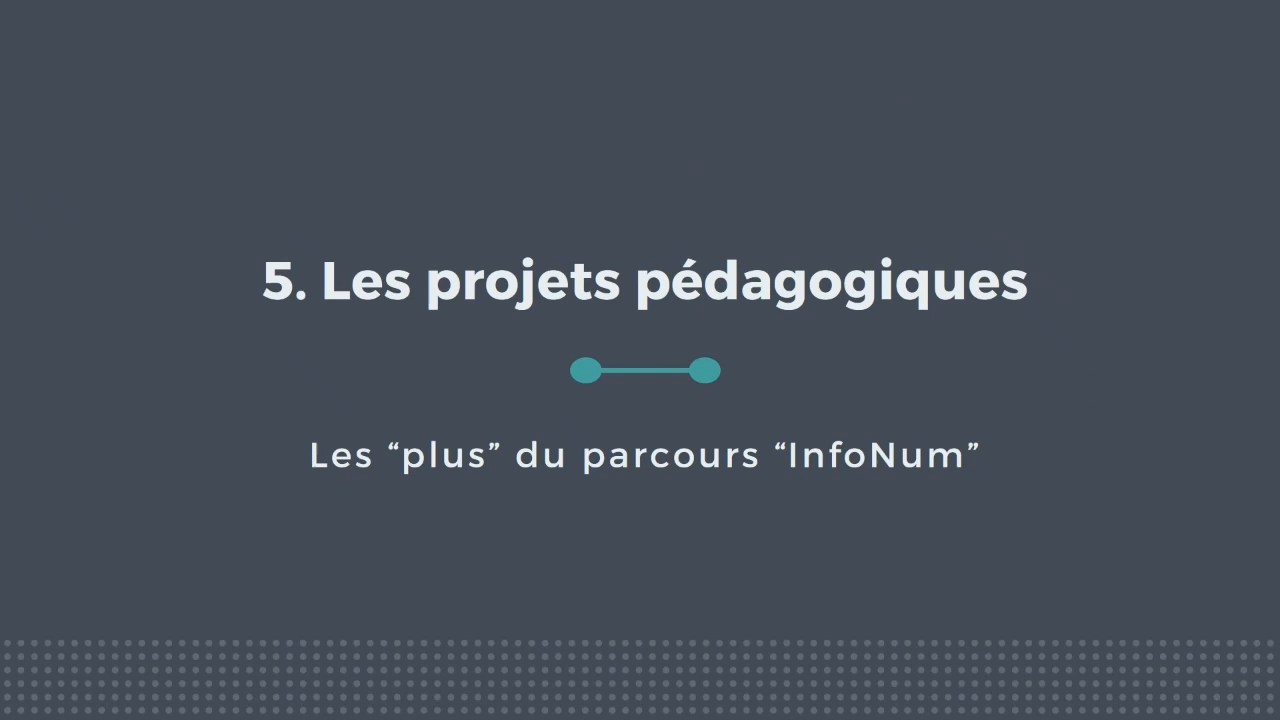 5. Les projets pédagogiques
Les “plus” du parcours “InfoNum”